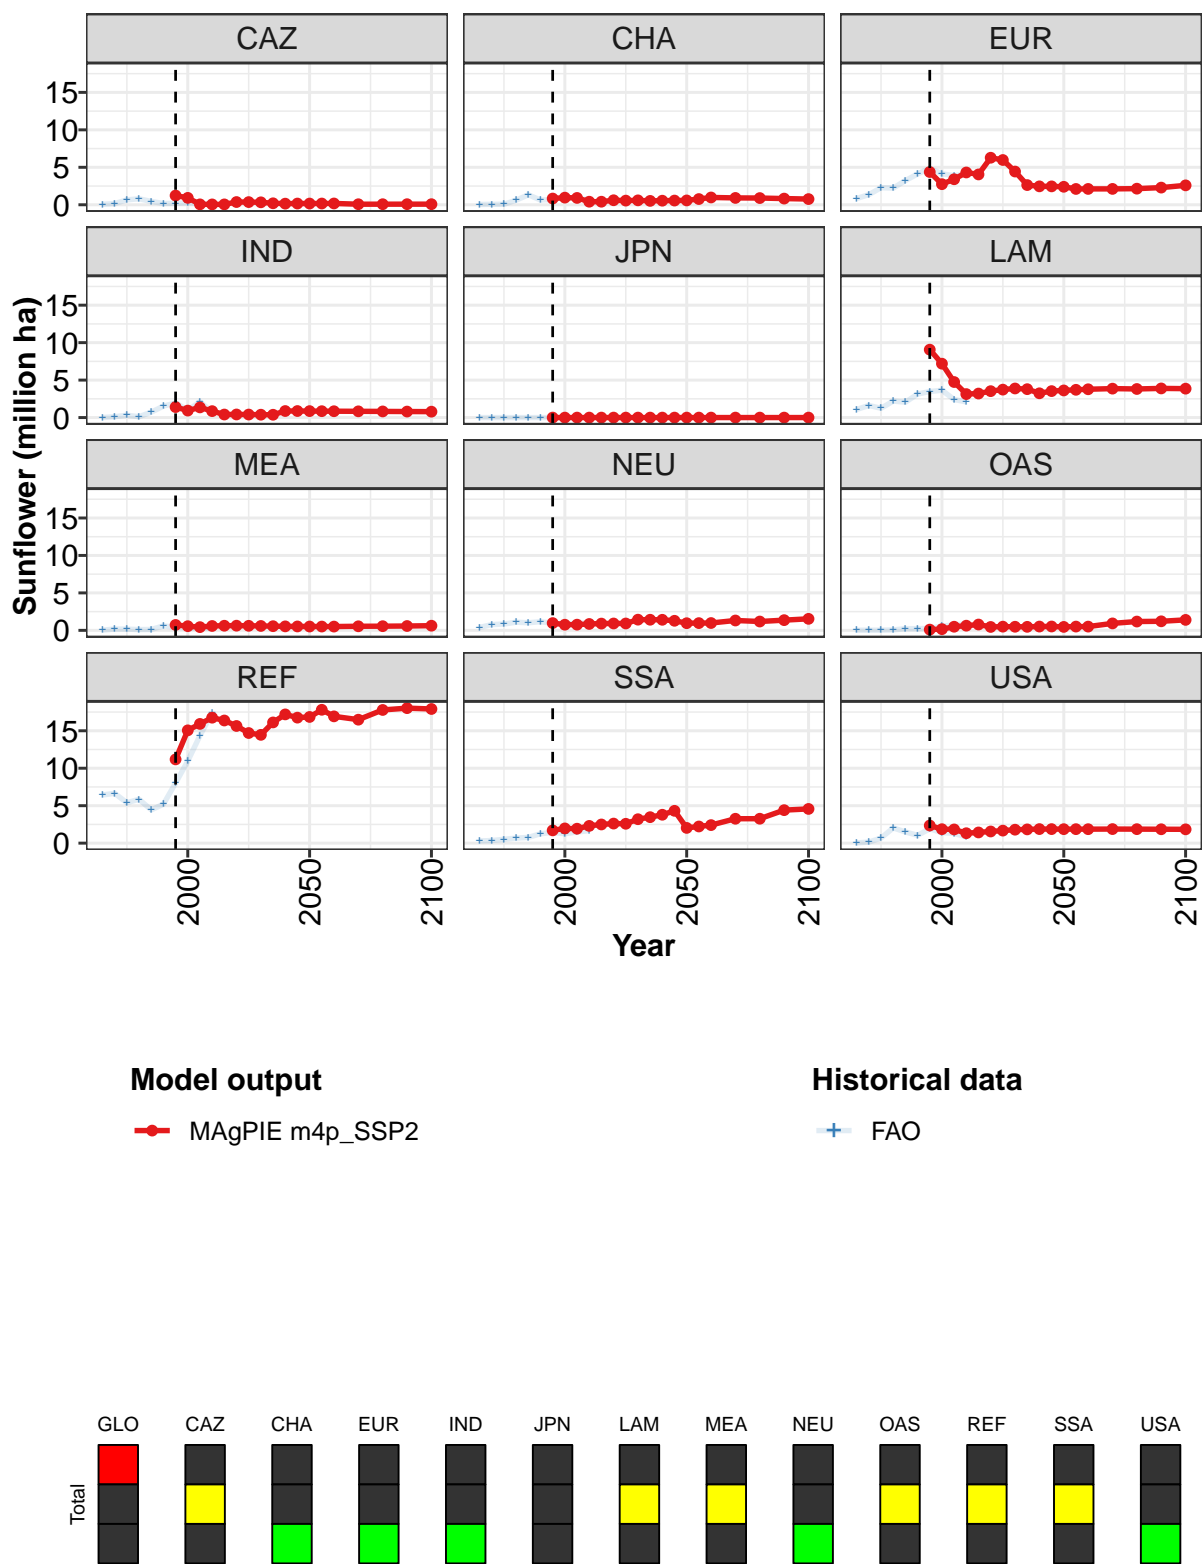 CAZ CHA EUR
15
10
5
0
IND JPN LAM
15
10
5
0
MEA NEU OAS
15
10
5
0
REF SSA USA
15
10
5
0
Sunflower (million ha)
2000 2050 2100 2000 2050 2100 2000 2050 2100
Year
Model output Historical data
MAgPIE m4p_SSP2 FAO
GLO CAZ CHA EUR IND JPN LAM MEA NEU OAS REF SSA USA
Total